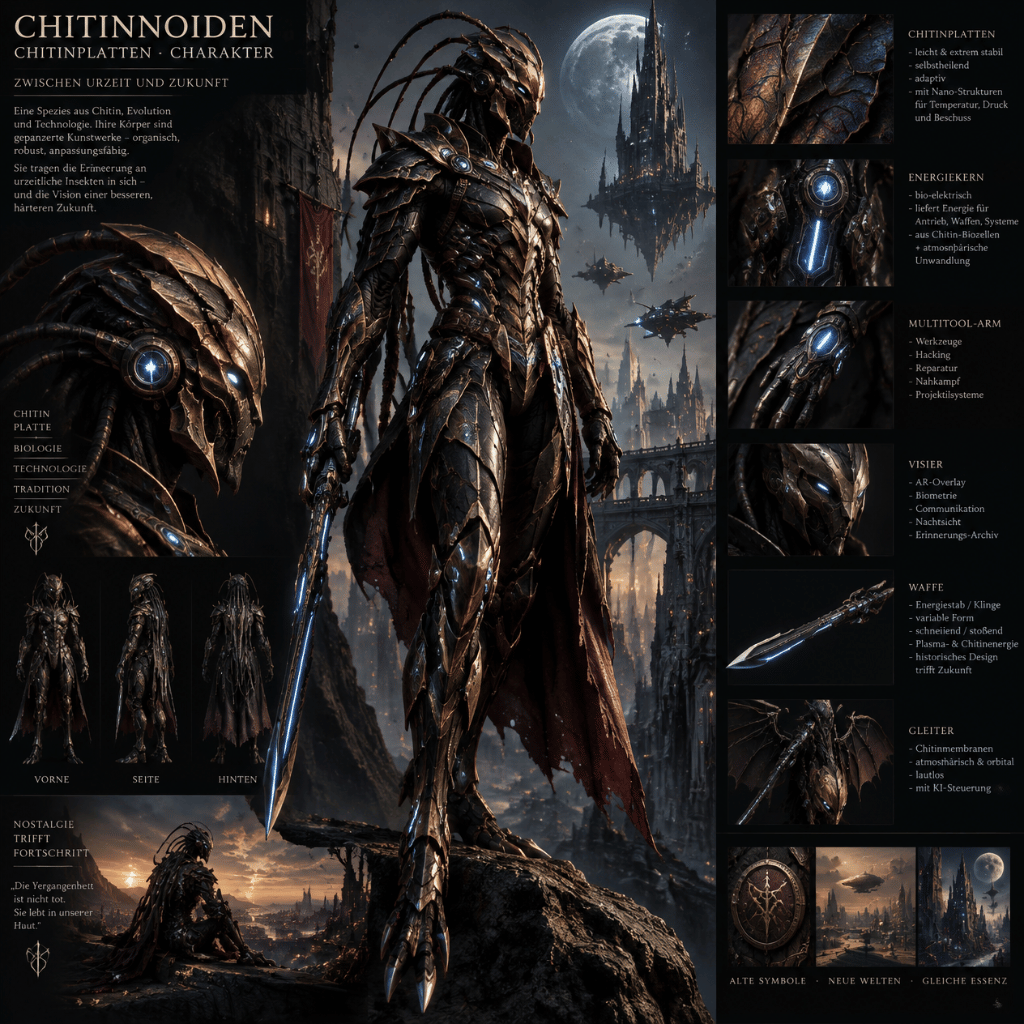 CHITINNOIDEN
CHITINPLATTEN · CHARAKTER
ZWISCHEN URZEIT UND ZUKUNFT
Eine Spezies aus Chitin, Evolution
und Technologie. Ihire Körper sind
gepanzerte Kunstwerke – organisch,
robust, anpassungsfähig.
Sie tragen die Erinnerung an
urzeitliche Insekten in sich –
und die Vision einer besseren,
härteren Zukunft.
CHITIN
PLATTE
BIOLOGIE
TECHNOLOGIE
TRADITION
ZUKUNFT
VORNE
SEITE
HINTEN
NOSTALGIE
TRIFFT
FORTSCHRITT
„Die Yergangenheit
ist nicht tot.
Sie lebt in unserer
Haut."
CHITINPLATTEN
- leicht & extrem stabil
- selbstheilend
- adaptiv
- mit Nano-Strukturen
für Temperatur, Druck
und Beschuss
ENERGIEKERN
- bio-elektrisch
- liefert Energie für
Antrieb, Waffen, Systeme
- aus Chitin-Biozellen
+ atmosphärische
Unwandlung
MULTITOOL-ARM
- Werkzeuge
- Hacking
- Reparatur
- Nahkampf
- Projektilsysteme
VISIER
- AR-Overlay
- Biometrie
- Communikation
- Nachtsicht
- Erinnerungs-Archiv
WAFFE
- Energiestab / Klinge
- variable Form
- schneiiend / stoßend
- Plasma- & Chitinenergie
- historisches Design
trifft Zukunft
GLEITER
- Chitinmembranen
- atmosthärisch & orbital
- lautlos
- mit KI-Steuerung
ALTE SYMBOLE · NEUE WELTEN · GLEICHE ESSENZ